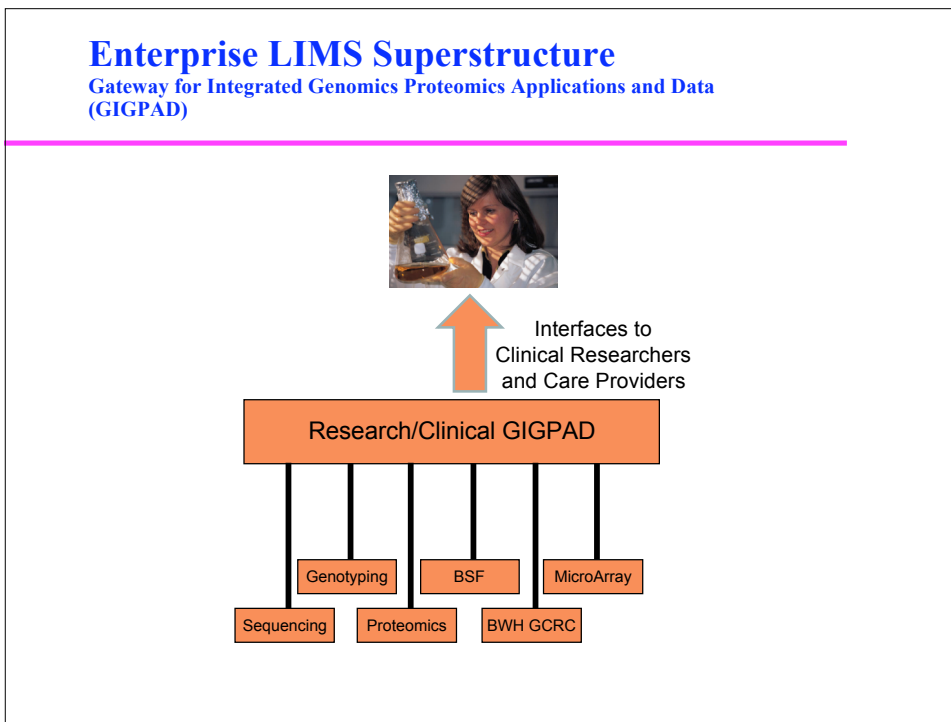 Enterprise LIMS Superstructure
Gateway for Integrated Genomics Proteomics Applications and Data
(GIGPAD)
Interfaces to
Clinical Researchers
and Care Providers
Research/Clinical GIGPAD
Genotyping
BSF
MicroArray
Sequencing
Proteomics
BWH GCRC